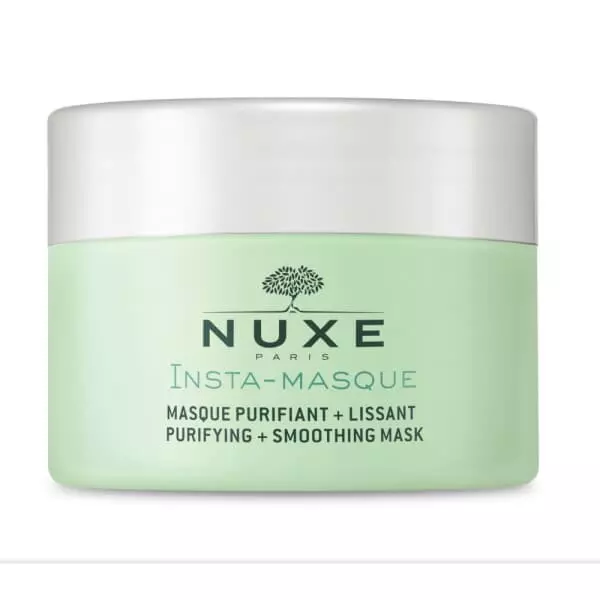 NUXE
PARIS
INSTA-MASQUE
MASQUE PURIFIANT + LISSANT
PURIFYING + SMOOTHING MASK